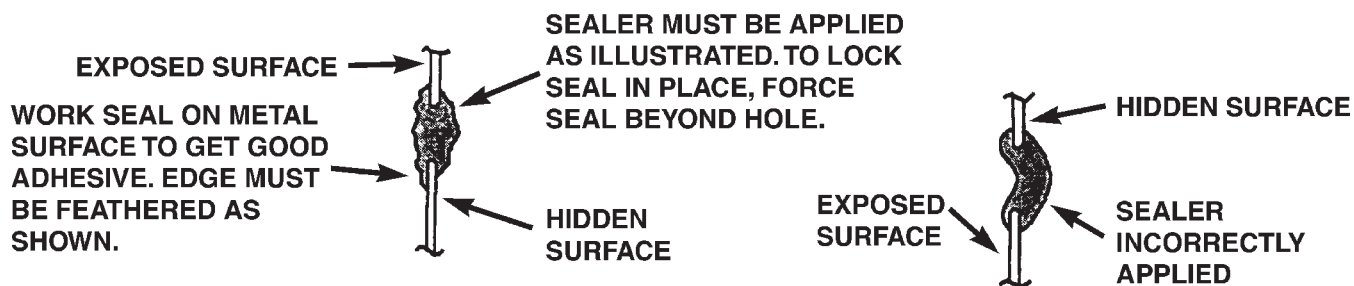 EXPOSED SURFACE
WORK SEAL ON METAL
SURFACE TO GET GOOD
ADHESIVE. EDGE MUST
BE FEATHERED AS
SHOWN.
SEALER MUST BE APPLIED
AS ILLUSTRATED. TO LOCK
SEAL IN PLACE, FORCE
SEAL BEYOND HOLE.
HIDDEN
SURFACE
HIDDEN SURFACE
EXPOSED
SURFACE
SEALER
INCORRECTLY
APPLIED